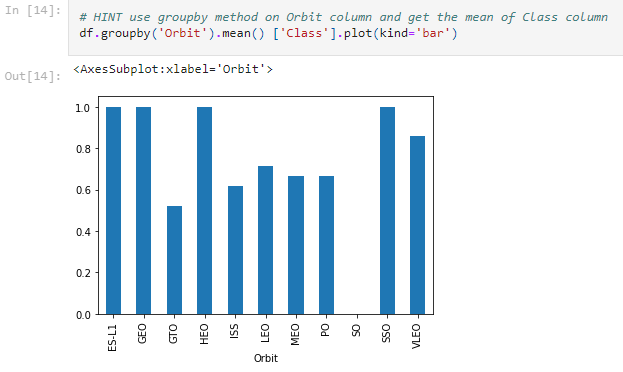 In [14]:
# HINT use groupby method on Orbit column and get the mean of Class column
df.groupby('Orbit').mean() ['Class'].plot(kind='bar')
Out[14]:
<AxesSubplot:xlabel='Orbit'>
1.0
0.8
0.6
0.4
0.2
0.0
ES-L1
GEO
GTO
HEO
ISS
LEO
MEO
PO
SO
SSO
VLEO
Orbit